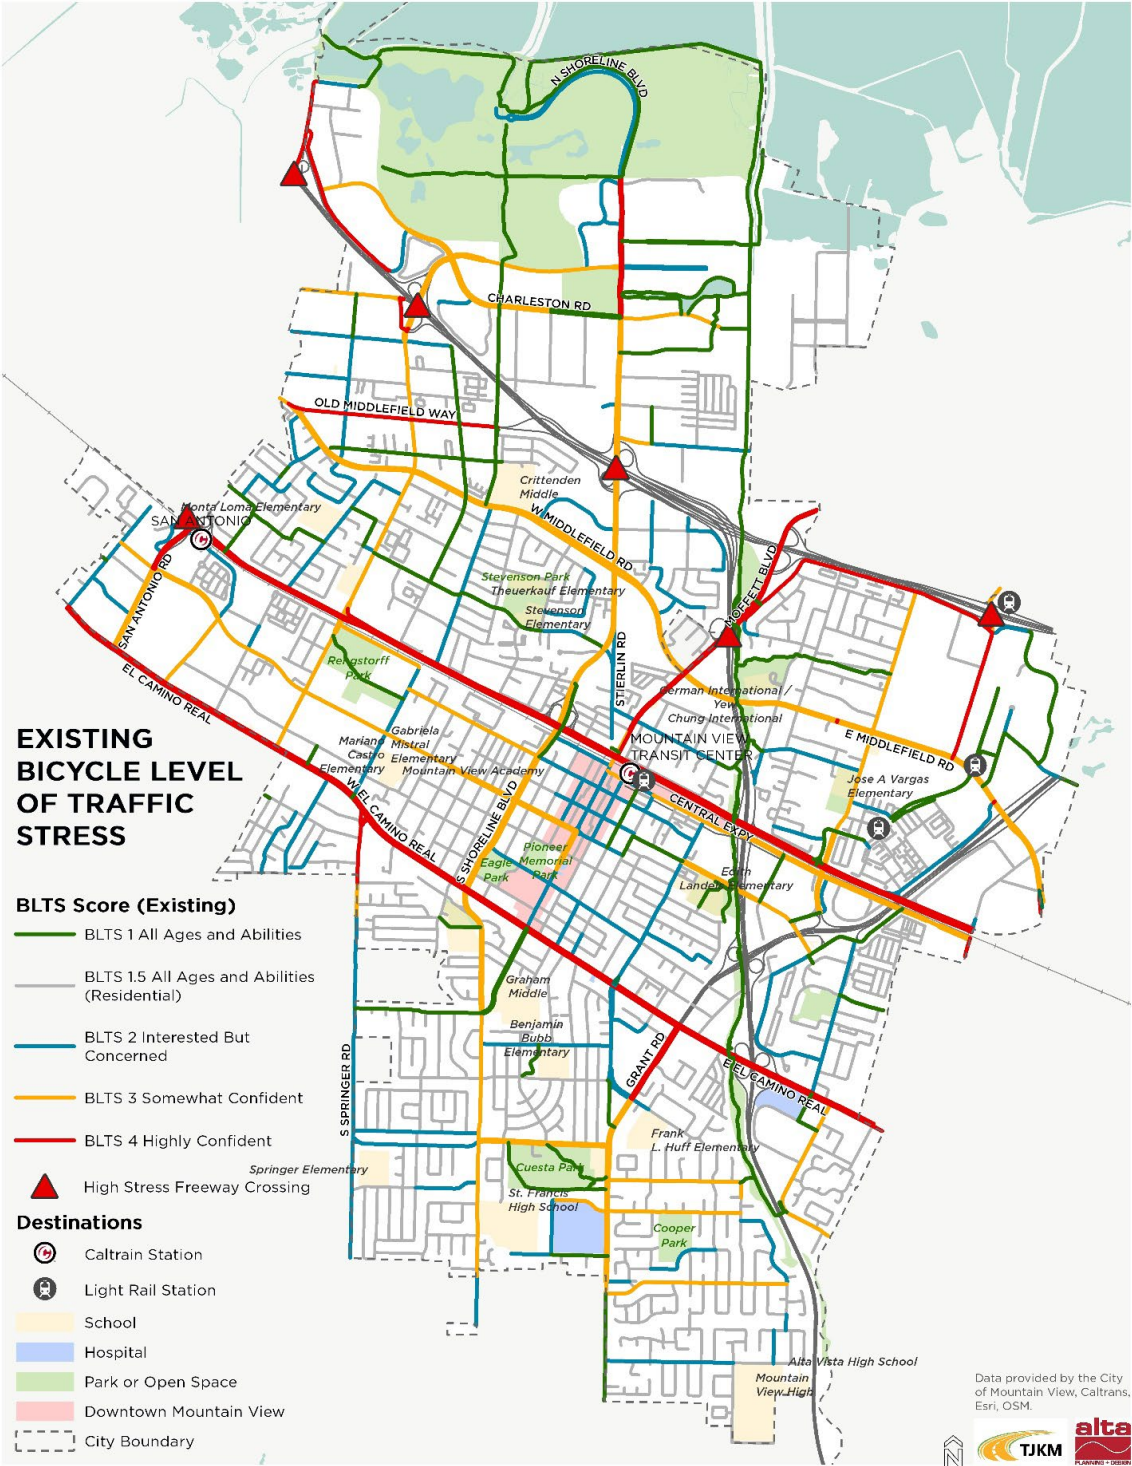 N SHORELINE BLVD
CHARLESTON RD
OLD MIDDLEFIELD WAY
Crittenden
Middle
Monta Loma Elementary
SAN ANTONIO
W MIDDLEFIELD RD
MOFFETT BLVD
SAN ANTONIO RD
Stevenson Park
Theuerkauf Elementary
Stevenson
Elementary
STIERLIN RD
Rengstorff
Park
EL CAMINO REAL
German International /
Yew
Chung International
MOUNTAIN VIEW
TRANSIT CENTER
E MIDDLEFIELD RD
Gabriela
Mistral
Elementary
Mariano
Castro
Elementary
Mountain View Academy
Jose A Vargas
Elementary
W EL CAMINO REAL
S SHORELINE BLVD
CENTRAL EXPY
Pioneer
Memorial
Park
Eagle
Park
Edith
Landels Elementary
EXISTING
BICYCLE LEVEL
OF TRAFFIC
STRESS
BLTS Score (Existing)
BLTS 1 All Ages and Abilities
BLTS 1.5 All Ages and Abilities
(Residential)
BLTS 2 Interested But
Concerned
BLTS 3 Somewhat Confident
BLTS 4 Highly Confident
High Stress Freeway Crossing
Destinations
Caltrain Station
Light Rail Station
School
Hospital
Park or Open Space
Downtown Mountain View
City Boundary
Graham
Middle
Benjamin
Bubb
Elementary
GRANT RD
E EL CAMINO REAL
S SPRINGER RD
Frank
L. Huff Elementary
Springer Elementary
Cuesta Park
St. Francis
High School
Cooper
Park
Alta Vista High School
Mountain
View High
Data provided by the City
of Mountain View, Caltrans,
Esri, OSM.
N
TJKM
alta
PLANNING + DESIGN